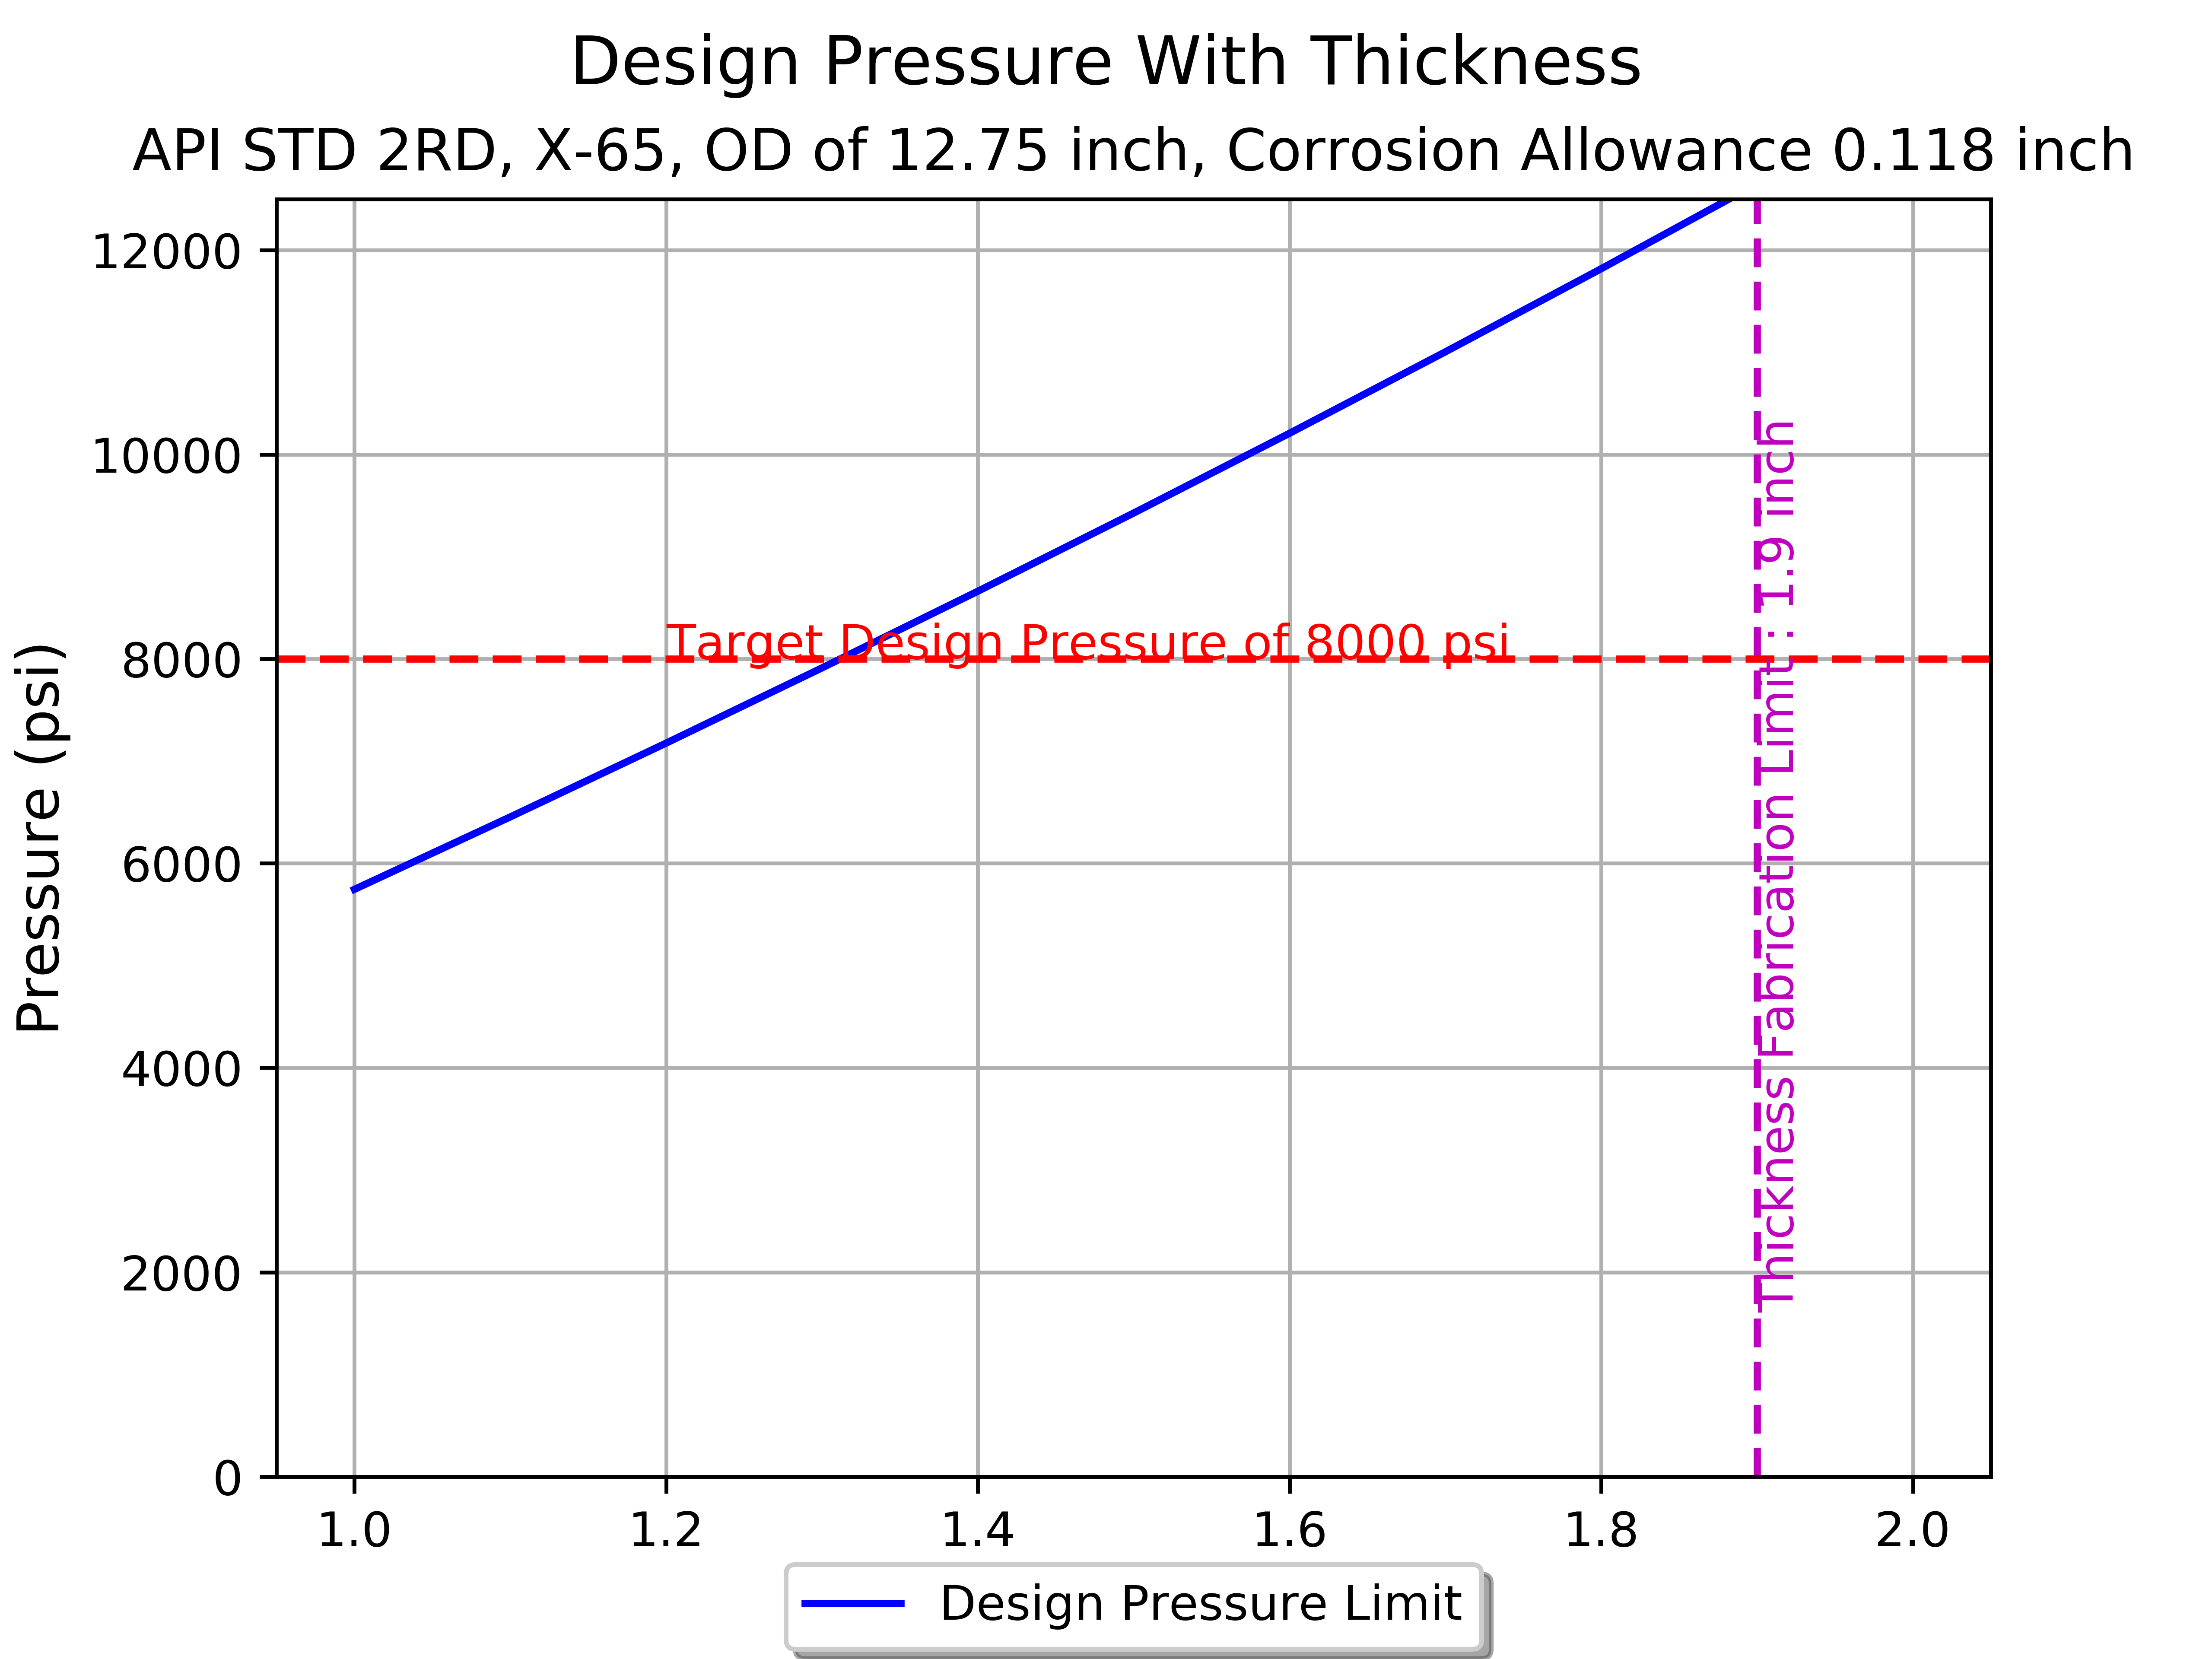 Design Pressure With Thickness
API STD 2RD, X-65, OD of 12.75 inch, Corrosion Allowance 0.118 inch
Pressure (psi)
12000
10000
8000
6000
4000
2000
0
Target Design Pressure of 8000 psi
Thickness Fabrication Limit : 1.9 inch
1.0 1.2 1.4 1.6 1.8 2.0
Design Pressure Limit